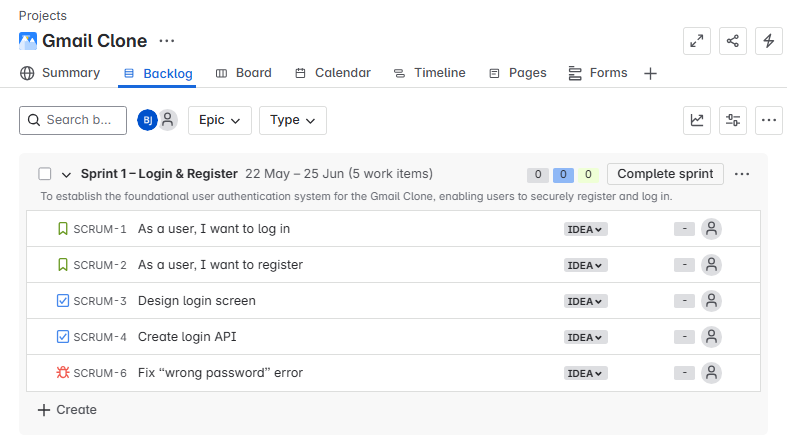 Projects
Gmail Clone
Summary Backlog Board Calendar Timeline Pages Forms
Search b... BJ Epic Type
Sprint 1 – Login & Register 22 May – 25 Jun (5 work items) 0 0 0 Complete sprint
To establish the foundational user authentication system for the Gmail Clone, enabling users to securely register and log in.
SCRUM-1 As a user, I want to log in IDEA -
SCRUM-2 As a user, I want to register IDEA -
SCRUM-3 Design login screen IDEA -
SCRUM-4 Create login API IDEA -
SCRUM-6 Fix “wrong password” error IDEA -
Create